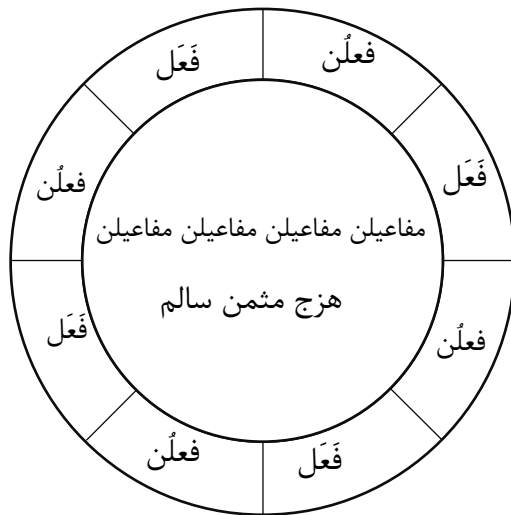 فعلُن
فَعَل
فعلُن
فَعَل
فعلُن
فَعَل
فعلُن
فَعَل
مفاعیلن مفاعیلن مفاعیلن مفاعیلن
هزج مثمن سالم